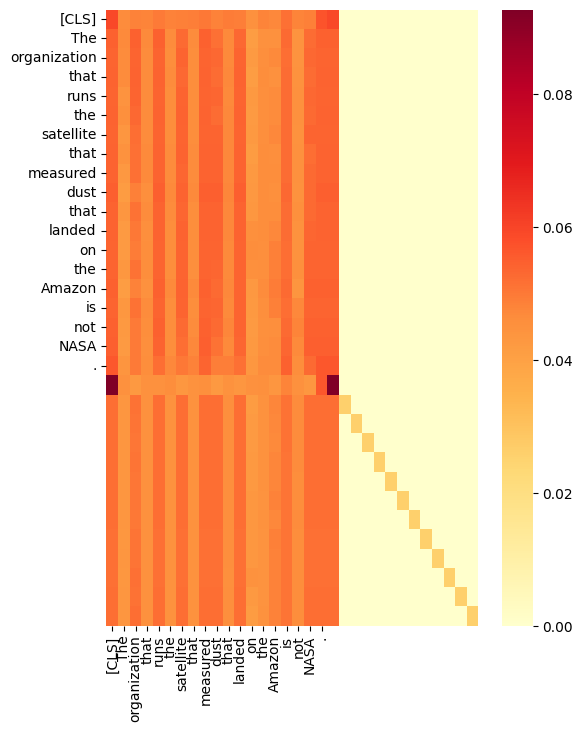 [CLS]
The
organization
that
runs
the
satellite
that
measured
dust
that
landed
on
the
Amazon
is
not
NASA
.
0.08
0.06
0.04
0.02
0.00
[CLS]
The
organization
that
runs
the
satellite
that
measured
dust
that
landed
on
the
Amazon
is
not
NASA
.